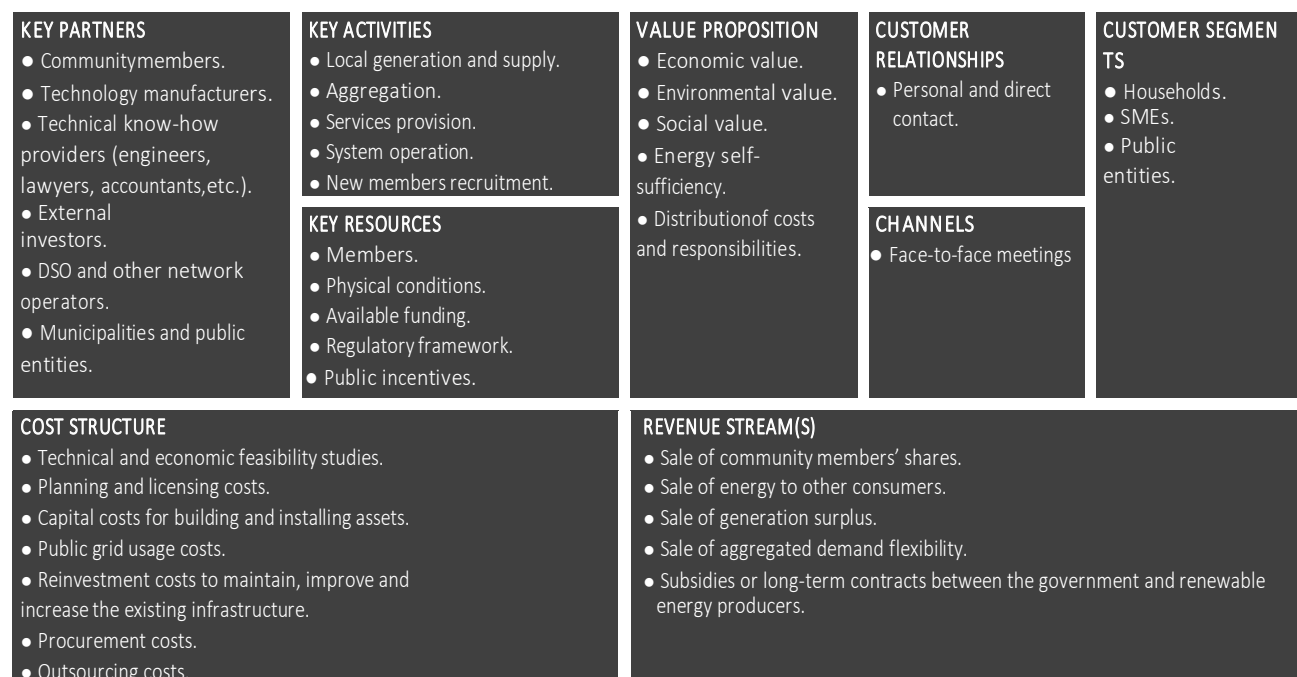 KEY PARTNERS
● Communitymembers.
● Technology manufacturers.
● Technical know-how
providers (engineers,
lawyers, accountants,etc.).
● External
investors.
● DSO and other network
operators.
● Municipalities and public
entities.
KEY ACTIVITIES
● Local generation and supply.
● Aggregation.
● Services provision.
● System operation.
● New members recruitment.
KEY RESOURCES
● Members.
● Physical conditions.
● Available funding.
● Regulatory framework.
● Public incentives.
VALUE PROPOSITION
● Economic value.
● Environmental value.
● Social value.
● Energy self-
sufficiency.
● Distributionof costs
and responsibilities.
CUSTOMER
RELATIONSHIPS
● Personal and direct
contact.
CHANNELS
● Face-to-face meetings
CUSTOMER SEGMEN
TS
● Households.
● SMEs.
● Public
entities.
COST STRUCTURE
● Technical and economic feasibility studies.
● Planning and licensing costs.
● Capital costs for building and installing assets.
● Public grid usage costs.
● Reinvestment costs to maintain, improve and
increase the existing infrastructure.
● Procurement costs.
● Outsourcing costs.
REVENUE STREAM(S)
● Sale of community members’ shares.
● Sale of energy to other consumers.
● Sale of generation surplus.
● Sale of aggregated demand flexibility.
● Subsidies or long-term contracts between the government and renewable
energy producers.